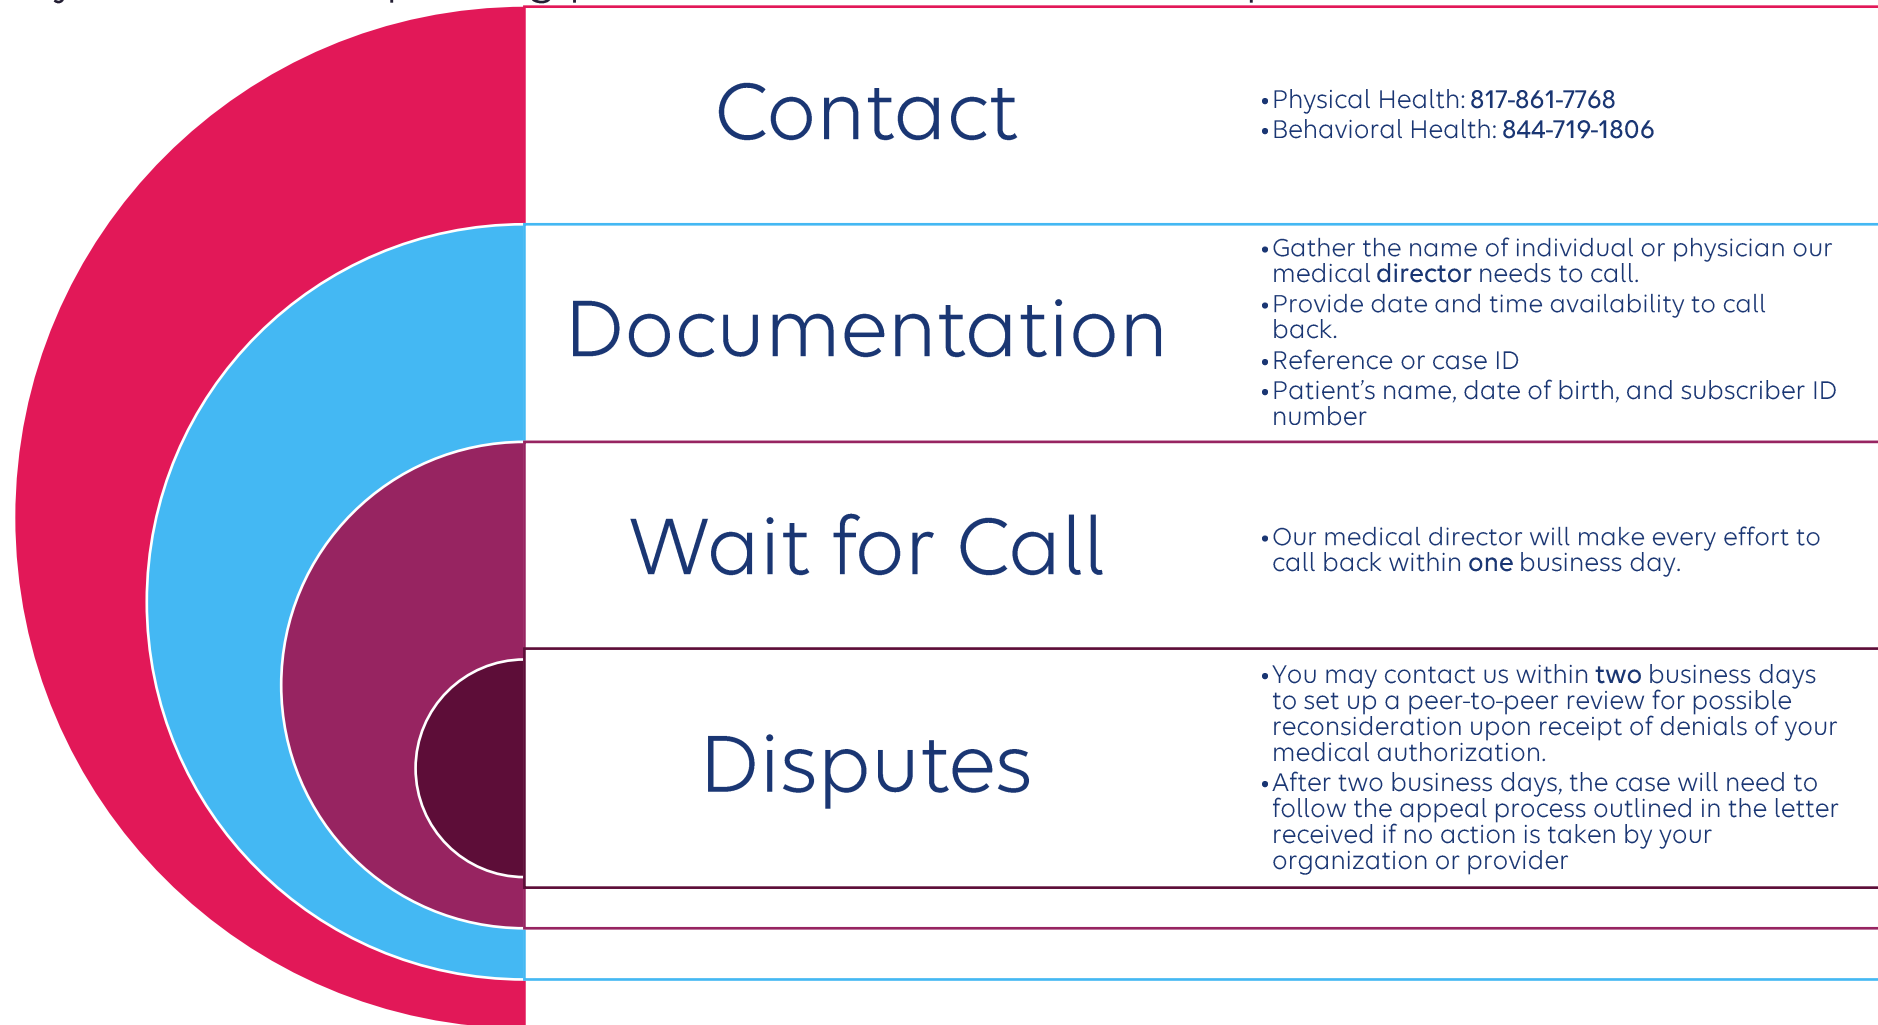 Contact
•Physical Health: 817-861-7768
•Behavioral Health: 844-719-1806
Documentation
•Gather the name of individual or physician our
medical director needs to call.
•Provide date and time availability to call
back.
•Reference or case ID
•Patient's name, date of birth, and subscriber ID
number
Wait for Call
•Our medical director will make every effort to
call back within one business day.
Disputes
•You may contact us within two business days
to set up a peer-to-peer review for possible
reconsideration upon receipt of denials of your
medical authorization.
•After two business days, the case will need to
follow the appeal process outlined in the letter
received if no action is taken by your
organization or provider